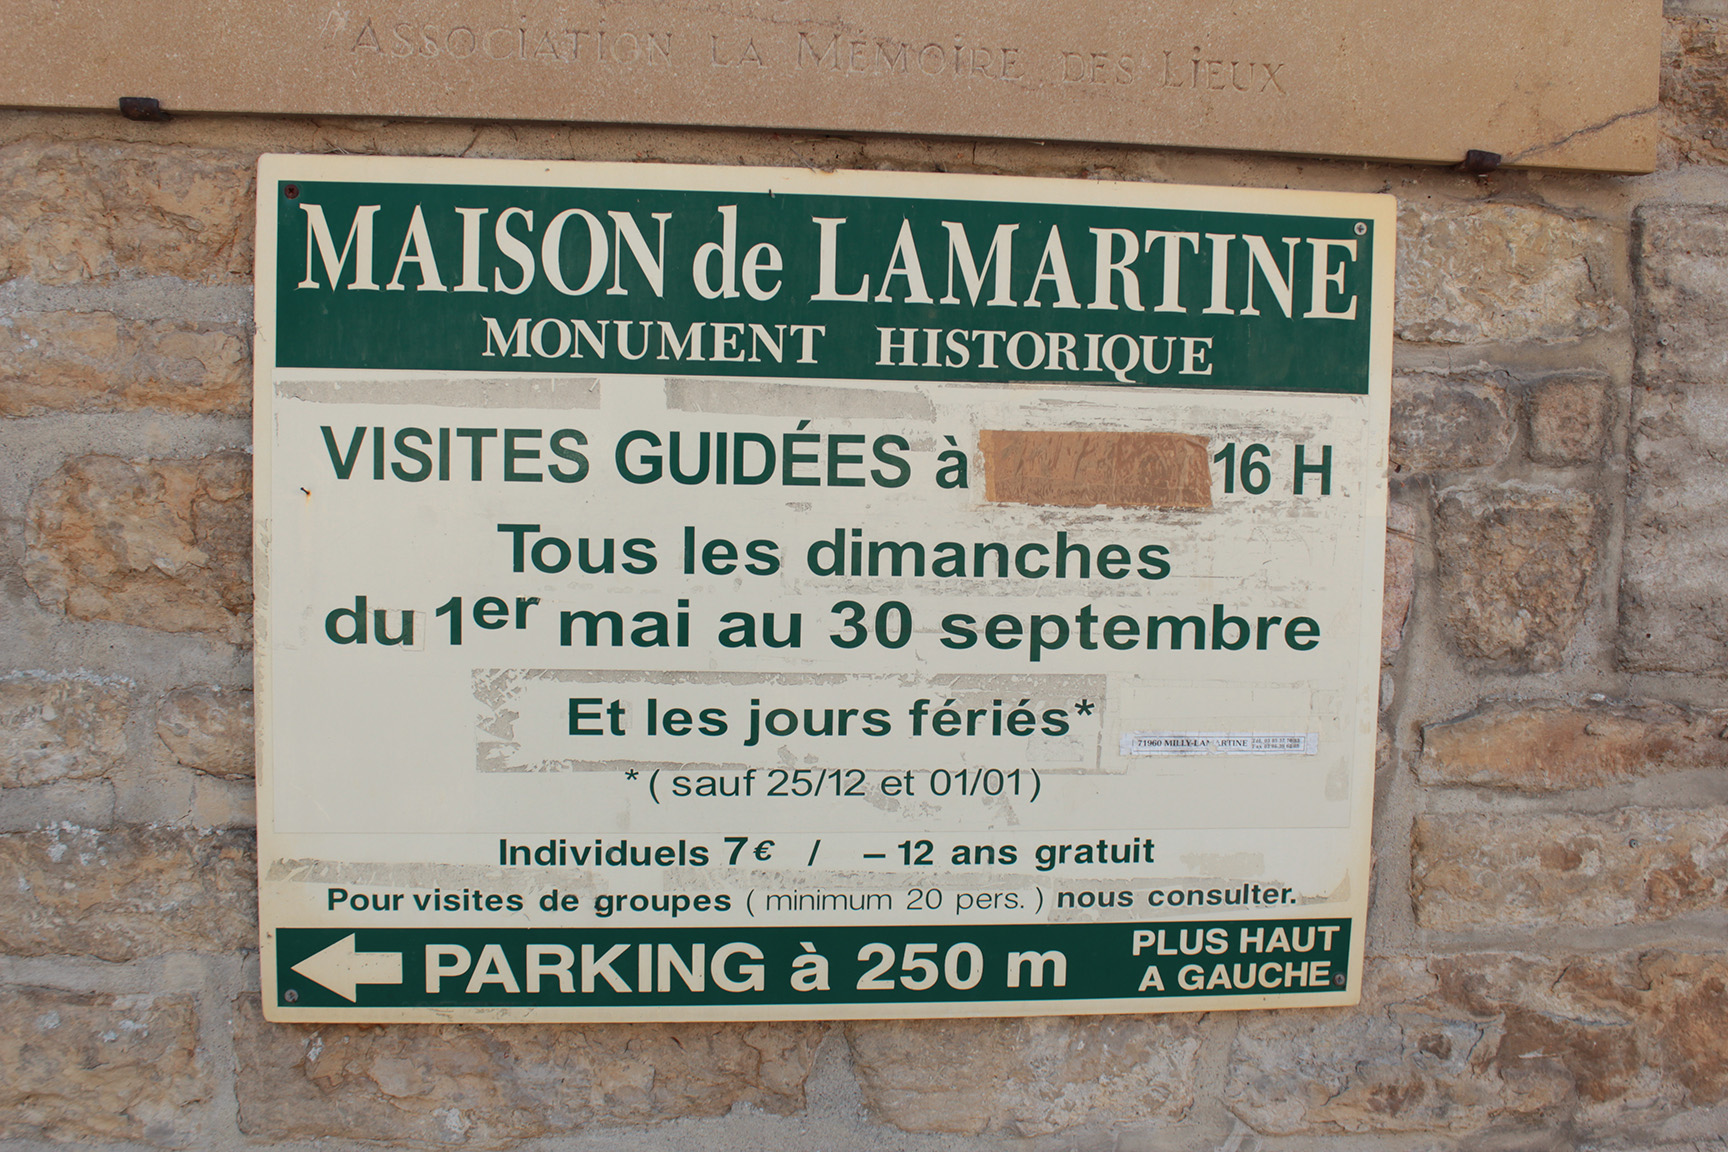 ASSOCIATION LA MÉMOIRE DES LIEUX
MAISON de LAMARTINE
MONUMENT HISTORIQUE
VISITES GUIDÉES à 16 H
Tous les dimanches
du 1er mai au 30 septembre
Et les jours fériés*
71960 MILLY-LAMARTINE
*( sauf 25/12 et 01/01)
Individuels 7€ / – 12 ans gratuit
Pour visites de groupes ( minimum 20 pers. ) nous consulter.
PARKING à 250 m
PLUS HAUT
A GAUCHE